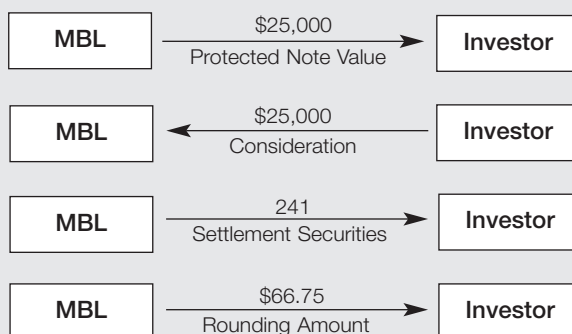 MBL $25,000 Investor
Protected Note Value
MBL $25,000 Investor
Consideration
MBL 241 Investor
Settlement Securities
MBL $66.75 Investor
Rounding Amount